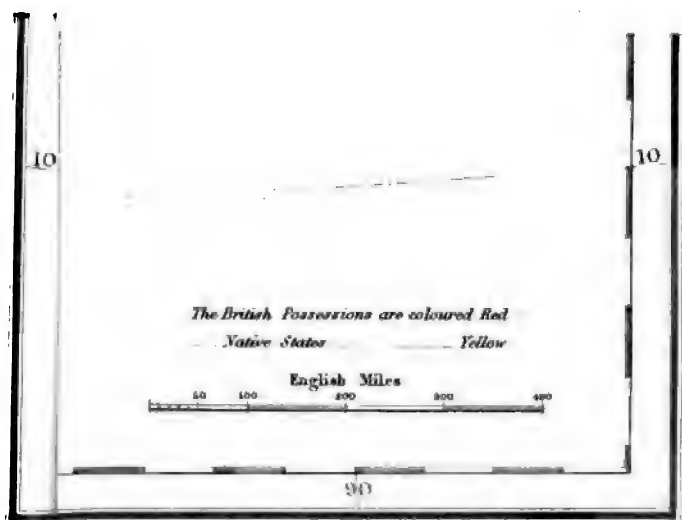 10 10
The British Possessions are coloured Red
Native States Yellow
English Miles
50 100 200 300 400
90